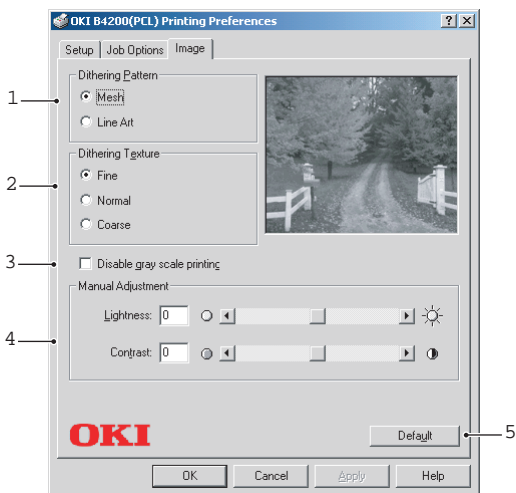 OKI B4200(PCL) Printing Preferences
Setup Job Options Image
Dithering Pattern
1
Mesh
Line Art
Dithering Texture
2
Fine
Normal
Coarse
3
Disable gray scale printing
Manual Adjustment
Lightness: 0
4
Contrast: 0
OKI
Default
5
OK Cancel Apply Help